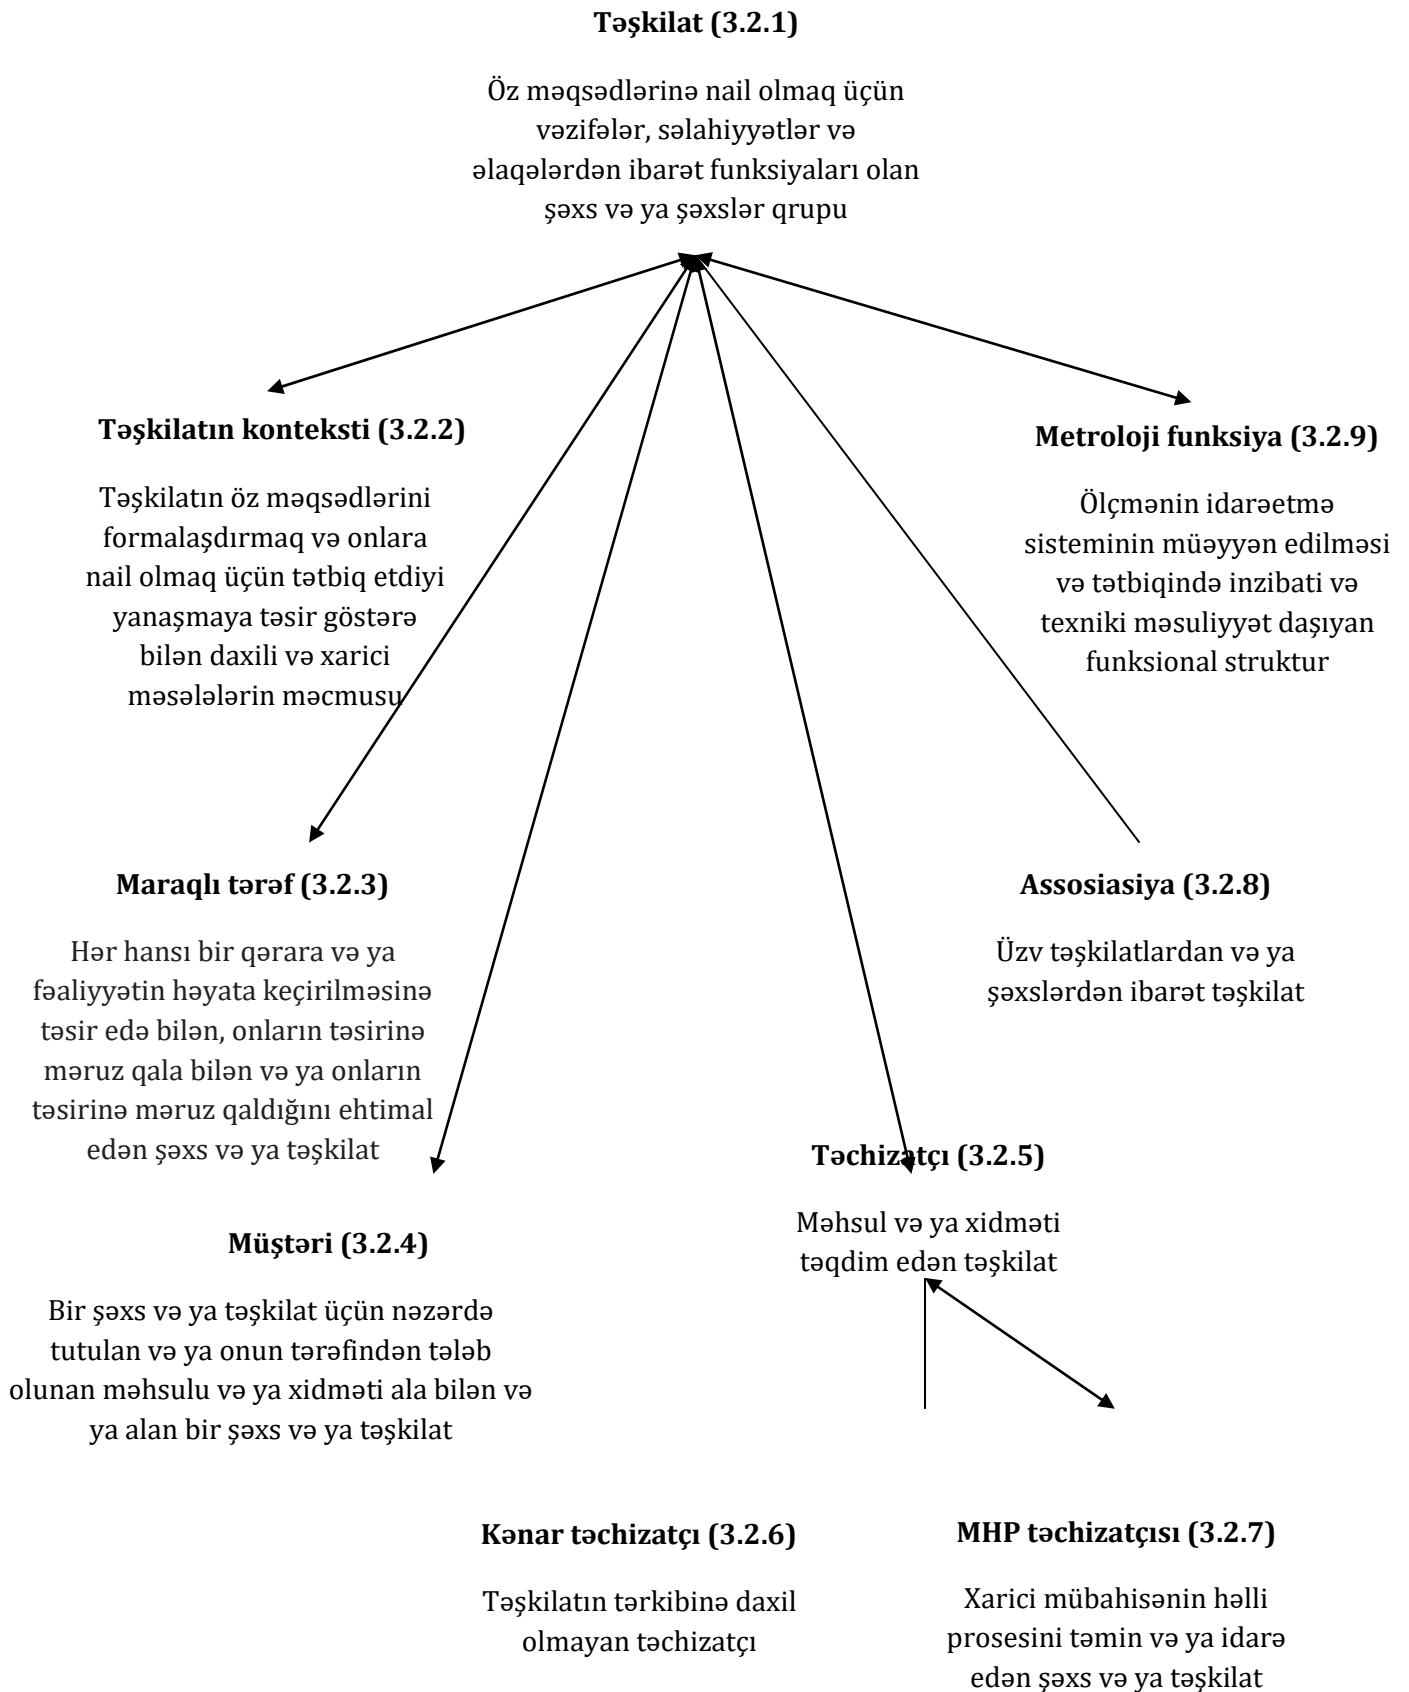 Təşkilat (3.2.1)
Öz məqsədlərinə nail olmaq üçün
vəzifələr, səlahiyyətlər və
əlaqələrdən ibarət funksiyaları olan
şəxs və ya şəxslər qrupu
Təşkilatın konteksti (3.2.2)
Təşkilatın öz məqsədlərini
formalaşdırmaq və onlara
nail olmaq üçün tətbiq etdiyi
yanaşmaya təsir göstərə
bilən daxili və xarici
məsələlərin məcmusu
Metroloji funksiya (3.2.9)
Ölçmənin idarəetmə
sisteminin müəyyən edilməsi
və tətbiqində inzibati və
texniki məsuliyyət daşıyan
funksional struktur
Maraqlı tərəf (3.2.3)
Hər hansı bir qərara və ya
fəaliyyətin həyata keçirilməsinə
təsir edə bilən, onların təsirinə
məruz qala bilən və ya onların
təsirinə məruz qaldığını ehtimal
edən şəxs və ya təşkilat
Assosiasiya (3.2.8)
Üzv təşkilatlardan və ya
şəxslərdən ibarət təşkilat
Təchizatçı (3.2.5)
Məhsul və ya xidməti
təqdim edən təşkilat
Müştəri (3.2.4)
Bir şəxs və ya təşkilat üçün nəzərdə
tutulan və ya onun tərəfindən tələb
olunan məhsulu və ya xidməti ala bilən və
ya alan bir şəxs və ya təşkilat
Kənar təchizatçı (3.2.6)
Təşkilatın tərkibinə daxil
olmayan təchizatçı
MHP təchizatçısı (3.2.7)
Xarici mübahisənin həlli
prosesini təmin və ya idarə
edən şəxs və ya təşkilat